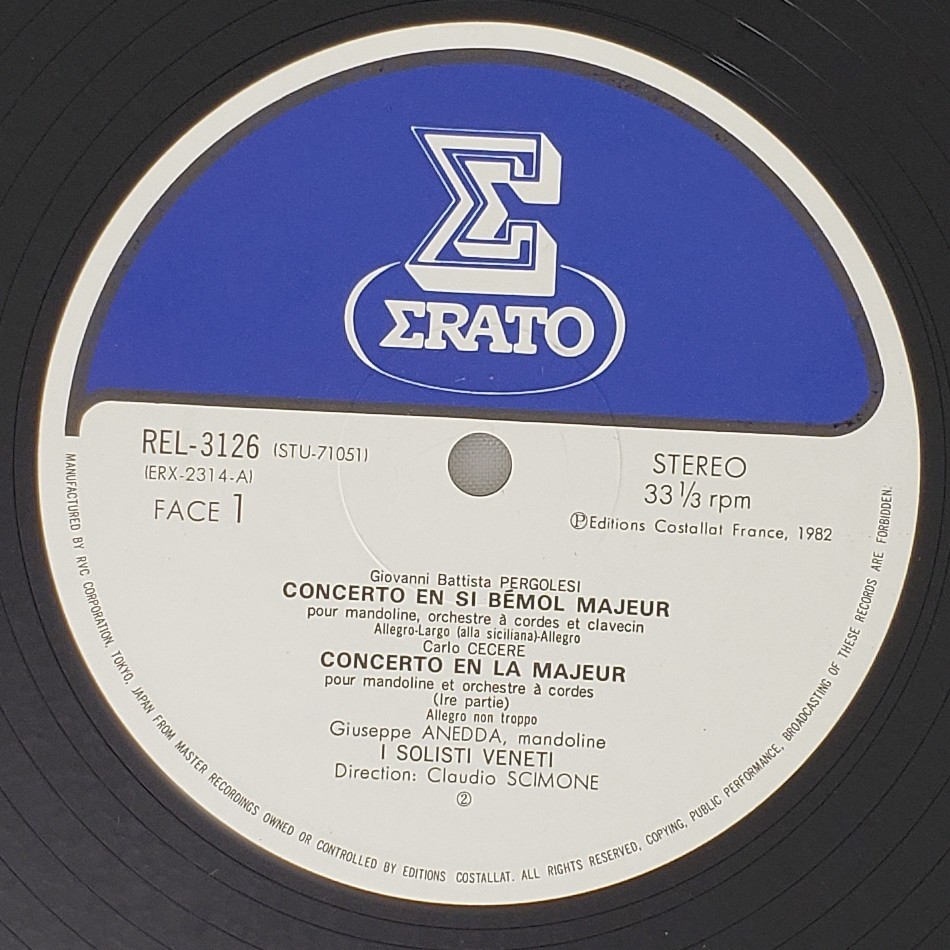 Σ
ΣRATO
REL-3126 (STU-71051)
(ERX-2314-A)
FACE 1
STEREO
33 1/3 rpm
ⓅEditions Costallat France, 1982
Giovanni Battista PERGOLESI
CONCERTO EN SI BÉMOL MAJEUR
pour mandoline, orchestre à cordes et clavecin
Allegro-Largo (alla siciliana)-Allegro
Carlo CECERE
CONCERTO EN LA MAJEUR
pour mandoline et orchestre à cordes
(Ire partie)
Allegro non troppo
Giuseppe ANEDDA, mandoline
I SOLISTI VENETI
Direction: Claudio SCIMONE
②
MANUFACTURED BY RVC CORPORATION, TOKYO, JAPAN FROM MASTER RECORDINGS OWNED OR CONTROLLED BY EDITIONS COSTALLAT. ALL RIGHTS RESERVED, COPYING, PUBLIC PERFORMANCE, BROADCASTING OF THESE RECORDS ARE FORBIDDEN.